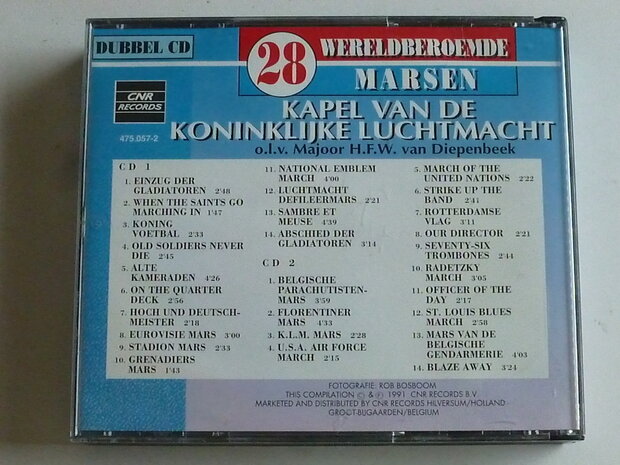 DUBBEL CD
28
WERELDBEROEMDE
MARSEN
CNR
RECORDS
475.057-2
KAPEL VAN DE
KONINKLIJKE LUCHTMACHT
o.l.v. Majoor H.F.W. van Diepenbeek
CD 1
1. EINZUG DER
GLADIATOREN 2'48
2. WHEN THE SAINTS GO
MARCHING IN 1'47
3. KONING
VOETBAL 2'33
4. OLD SOLDIERS NEVER
DIE 2'45
5. ALTE
KAMERADEN 4'26
6. ON THE QUARTER
DECK 2'56
7. HOCH UND DEUTSCH-
MEISTER 2'18
8. EUROVISIE MARS 3'00
9. STADION MARS 2'33
10. GRENADIERS
MARS 1'43
11. NATIONAL EMBLEM
MARCH 4'00
12. LUCHTMACHT
DEFILEERMARS 2'21
13. SAMBRE ET
MEUSE 4'39
14. ABSCHIED DER
GLADIATOREN 3'14
CD 2
1. BELGISCHE
PARACHUTISTEN-
MARS 3'59
2. FLORENTINER
MARS 4'33
3. K.L.M. MARS 2'28
4. U.S.A. AIR FORCE
MARCH 2'15
5. MARCH OF THE
UNITED NATIONS 2'22
6. STRIKE UP THE
BAND 2'41
7. ROTTERDAMSE
VLAG 3'11
8. OUR DIRECTOR 2'21
9. SEVENTY-SIX
TROMBONES 2'44
10. RADETZKY
MARCH 3'05
11. OFFICER OF THE
DAY 2'17
12. ST. LOUIS BLUES
MARCH 2'58
13. MARS VAN DE
BELGISCHE
GENDARMERIE 4'03
14. BLAZE AWAY 3'24
FOTOGRAFIE: ROB BOSBOOM
THIS COMPILATION © & ℗ 1991 CNR RECORDS B.V.
MARKETED AND DISTRIBUTED BY CNR RECORDS HILVERSUM/HOLLAND
GROOT-BIJGAARDEN/BELGIUM